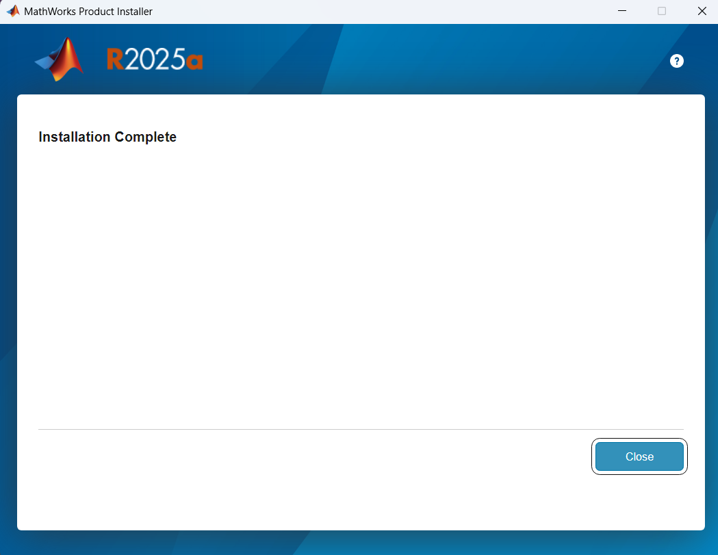 MathWorks Product Installer
R2025a
?
Installation Complete
Close